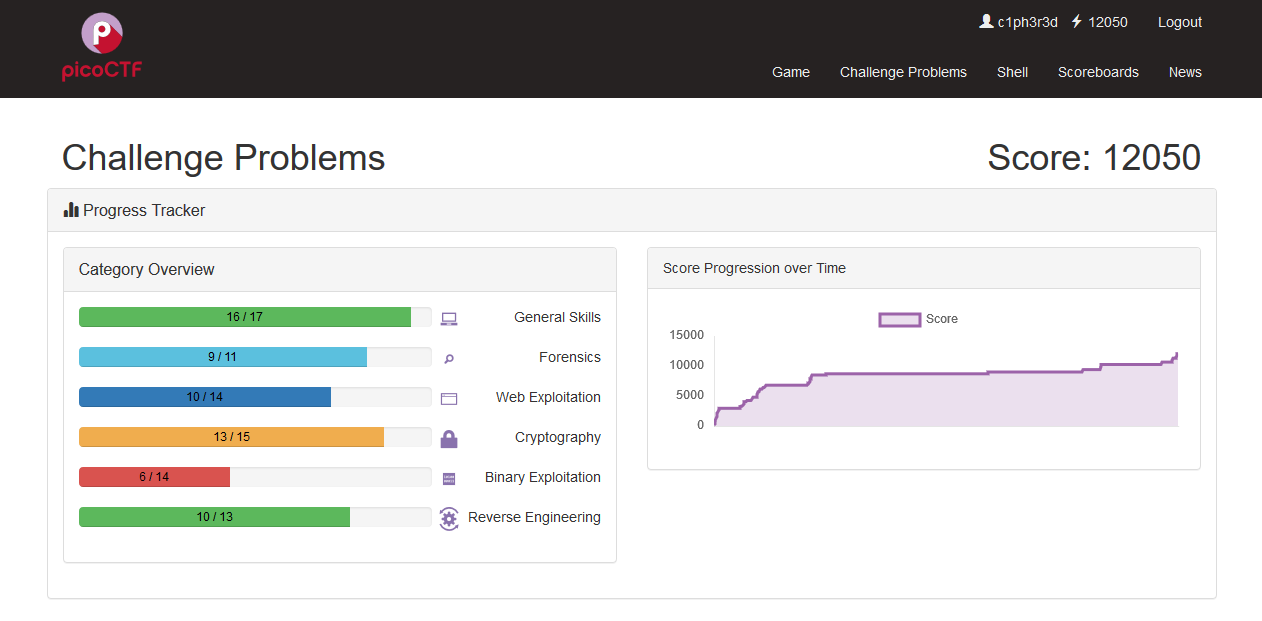 c1ph3r3d 12050 Logout
picoCTF
Game Challenge Problems Shell Scoreboards News
Challenge Problems Score: 12050
Progress Tracker
Category Overview
16 / 17 General Skills
9 / 11 Forensics
10 / 14 Web Exploitation
13 / 15 Cryptography
6 / 14 Binary Exploitation
10 / 13 Reverse Engineering
Score Progression over Time
Score
15000
10000
5000
0